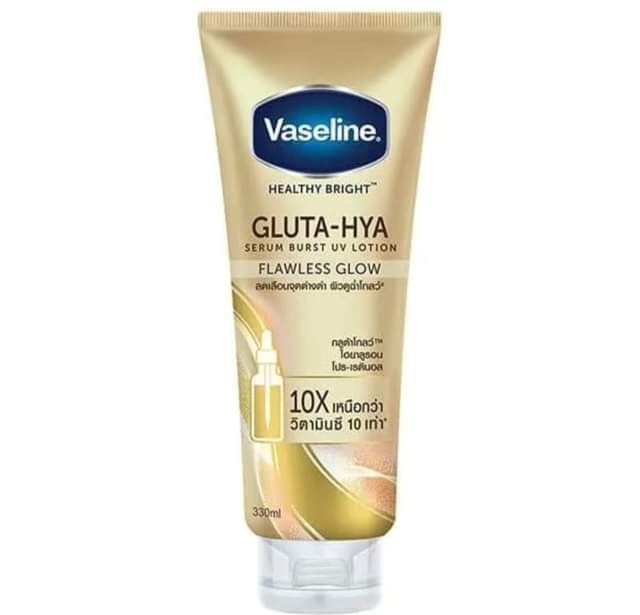 Vaseline.
HEALTHY BRIGHT™
GLUTA-HYA
SERUM BURST UV LOTION
FLAWLESS GLOW
ลดเลือนจุดด่างดำ ผิวดูฉ่ำโกลว์*
กลูต้าโกลว์™
ไฮยาลูรอน
โปร-เรตินอล
10X เหนือกว่า
วิตามินซี 10 เท่า*
330ml